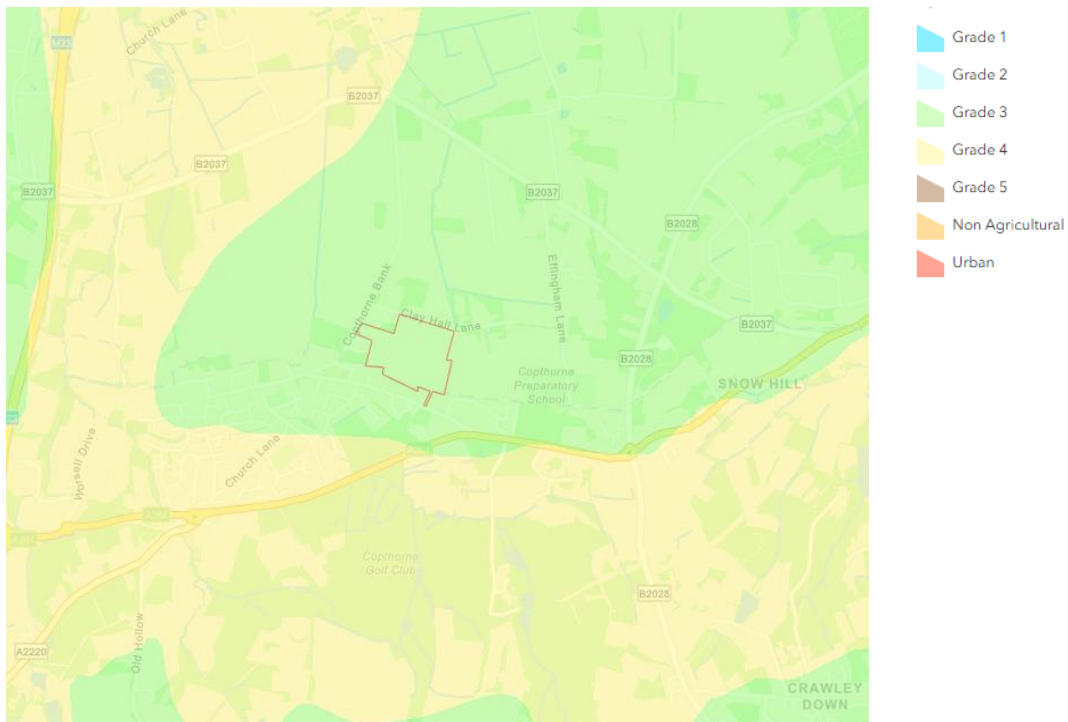 Church Lane
M23
B2037
B2037
B2037
B2037
B2028
Effingham Lane
Copthorne Bank
Clay Hall Lane
B2037
B2028
Copthorne
Preparatory
School
SNOW HILL
Church Lane
Worsell Drive
Copthorne
Golf Club
B2028
Old Hollow
A2220
CRAWLEY
DOWN
Grade 1
Grade 2
Grade 3
Grade 4
Grade 5
Non Agricultural
Urban